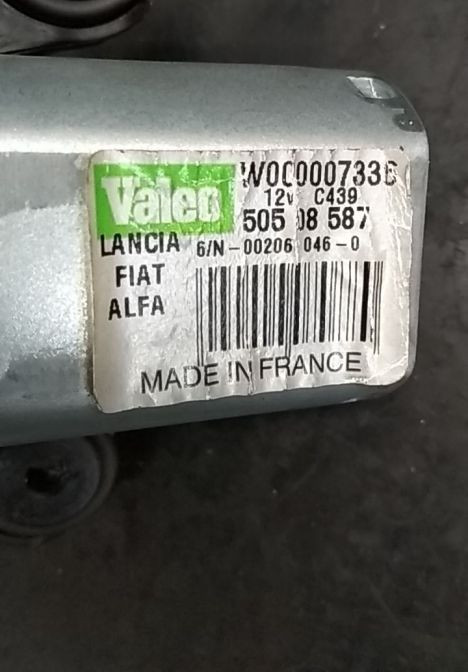 Valeo
W000007336
12v C439
505 08 587
LANCIA 6/N-00206 046-0
FIAT
ALFA
MADE IN FRANCE